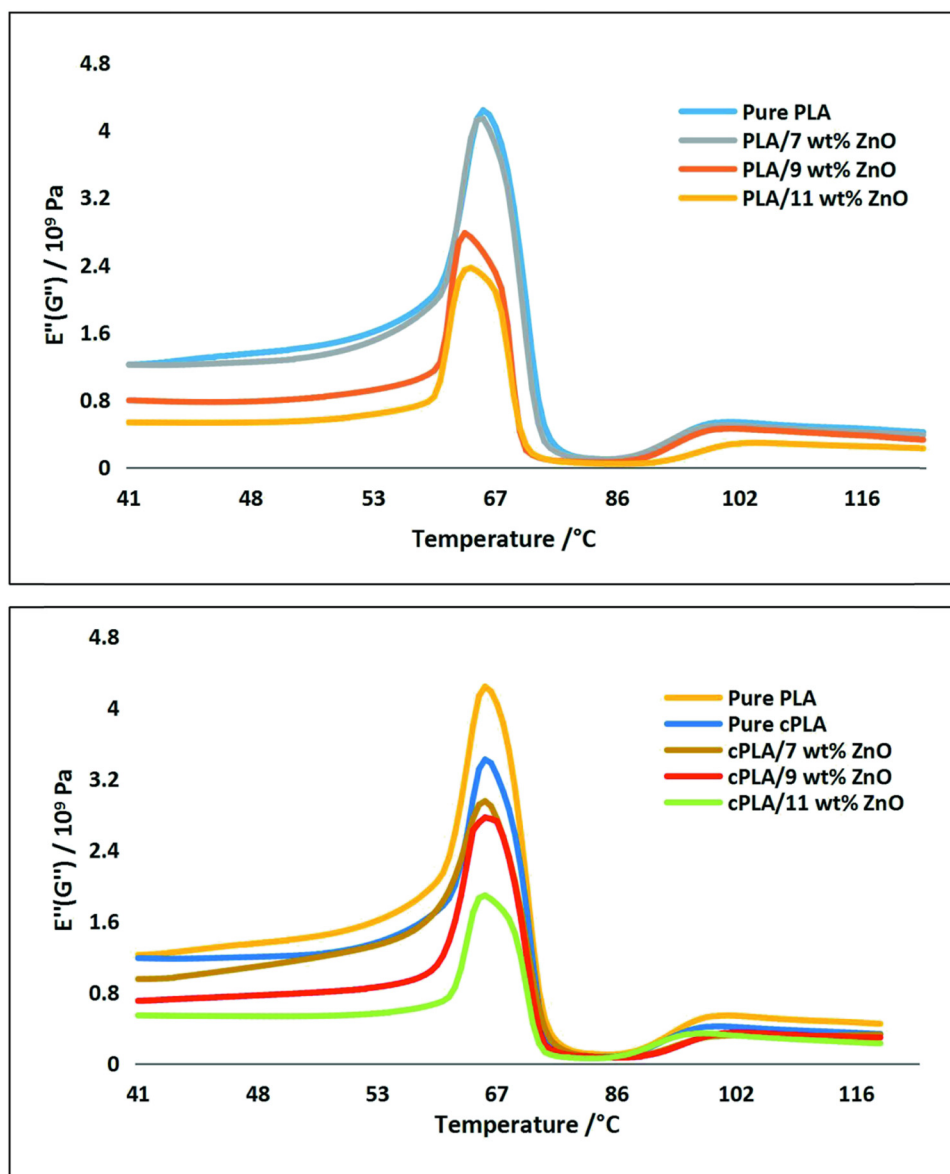 4.8
4
3.2
2.4
1.6
0.8
0
E"(G") / 10⁹ Pa
Pure PLA
PLA/7 wt% ZnO
PLA/9 wt% ZnO
PLA/11 wt% ZnO
41 48 53 67 86 102 116
Temperature /°C
4.8
4
3.2
2.4
1.6
0.8
0
E''(G'') / 10⁹ Pa
Pure PLA
Pure cPLA
cPLA/7 wt% ZnO
cPLA/9 wt% ZnO
cPLA/11 wt% ZnO
41 48 53 67 86 102 116
Temperature /°C